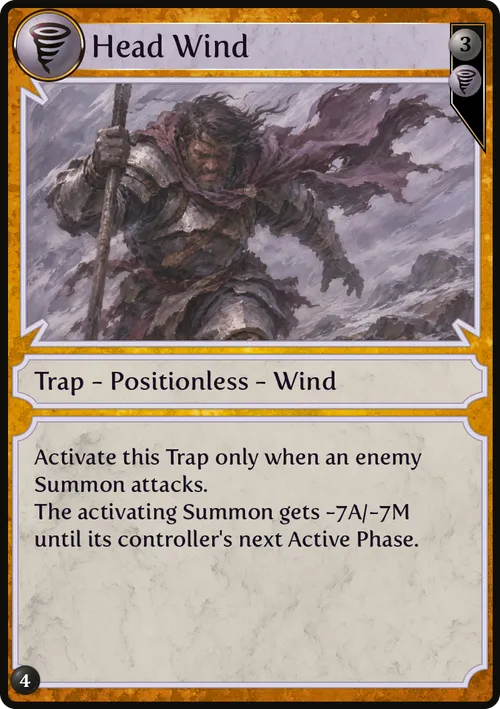 Head Wind
3
Trap – Positionless – Wind
Activate this Trap only when an enemy
Summon attacks.
The activating Summon gets –7A/–7M
until its controller's next Active Phase.
4